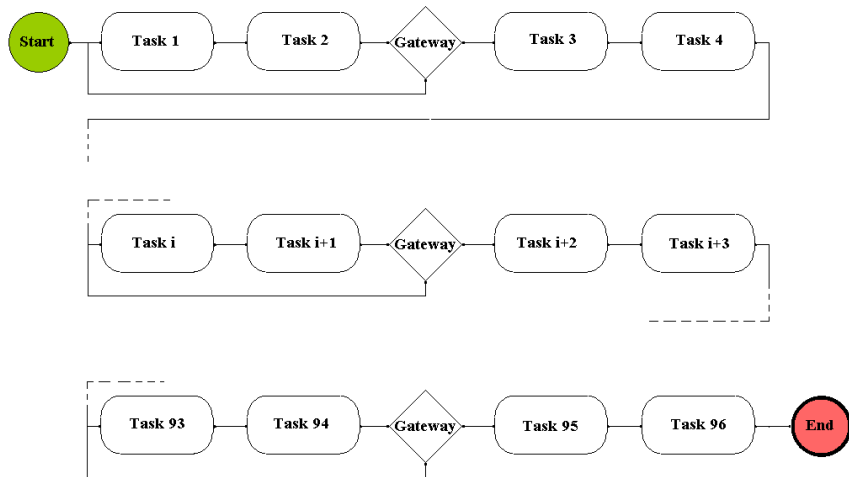 Start Task 1 Task 2 Gateway Task 3 Task 4
Task i Task i+1 Gateway Task i+2 Task i+3
Task 93 Task 94 Gateway Task 95 Task 96 End